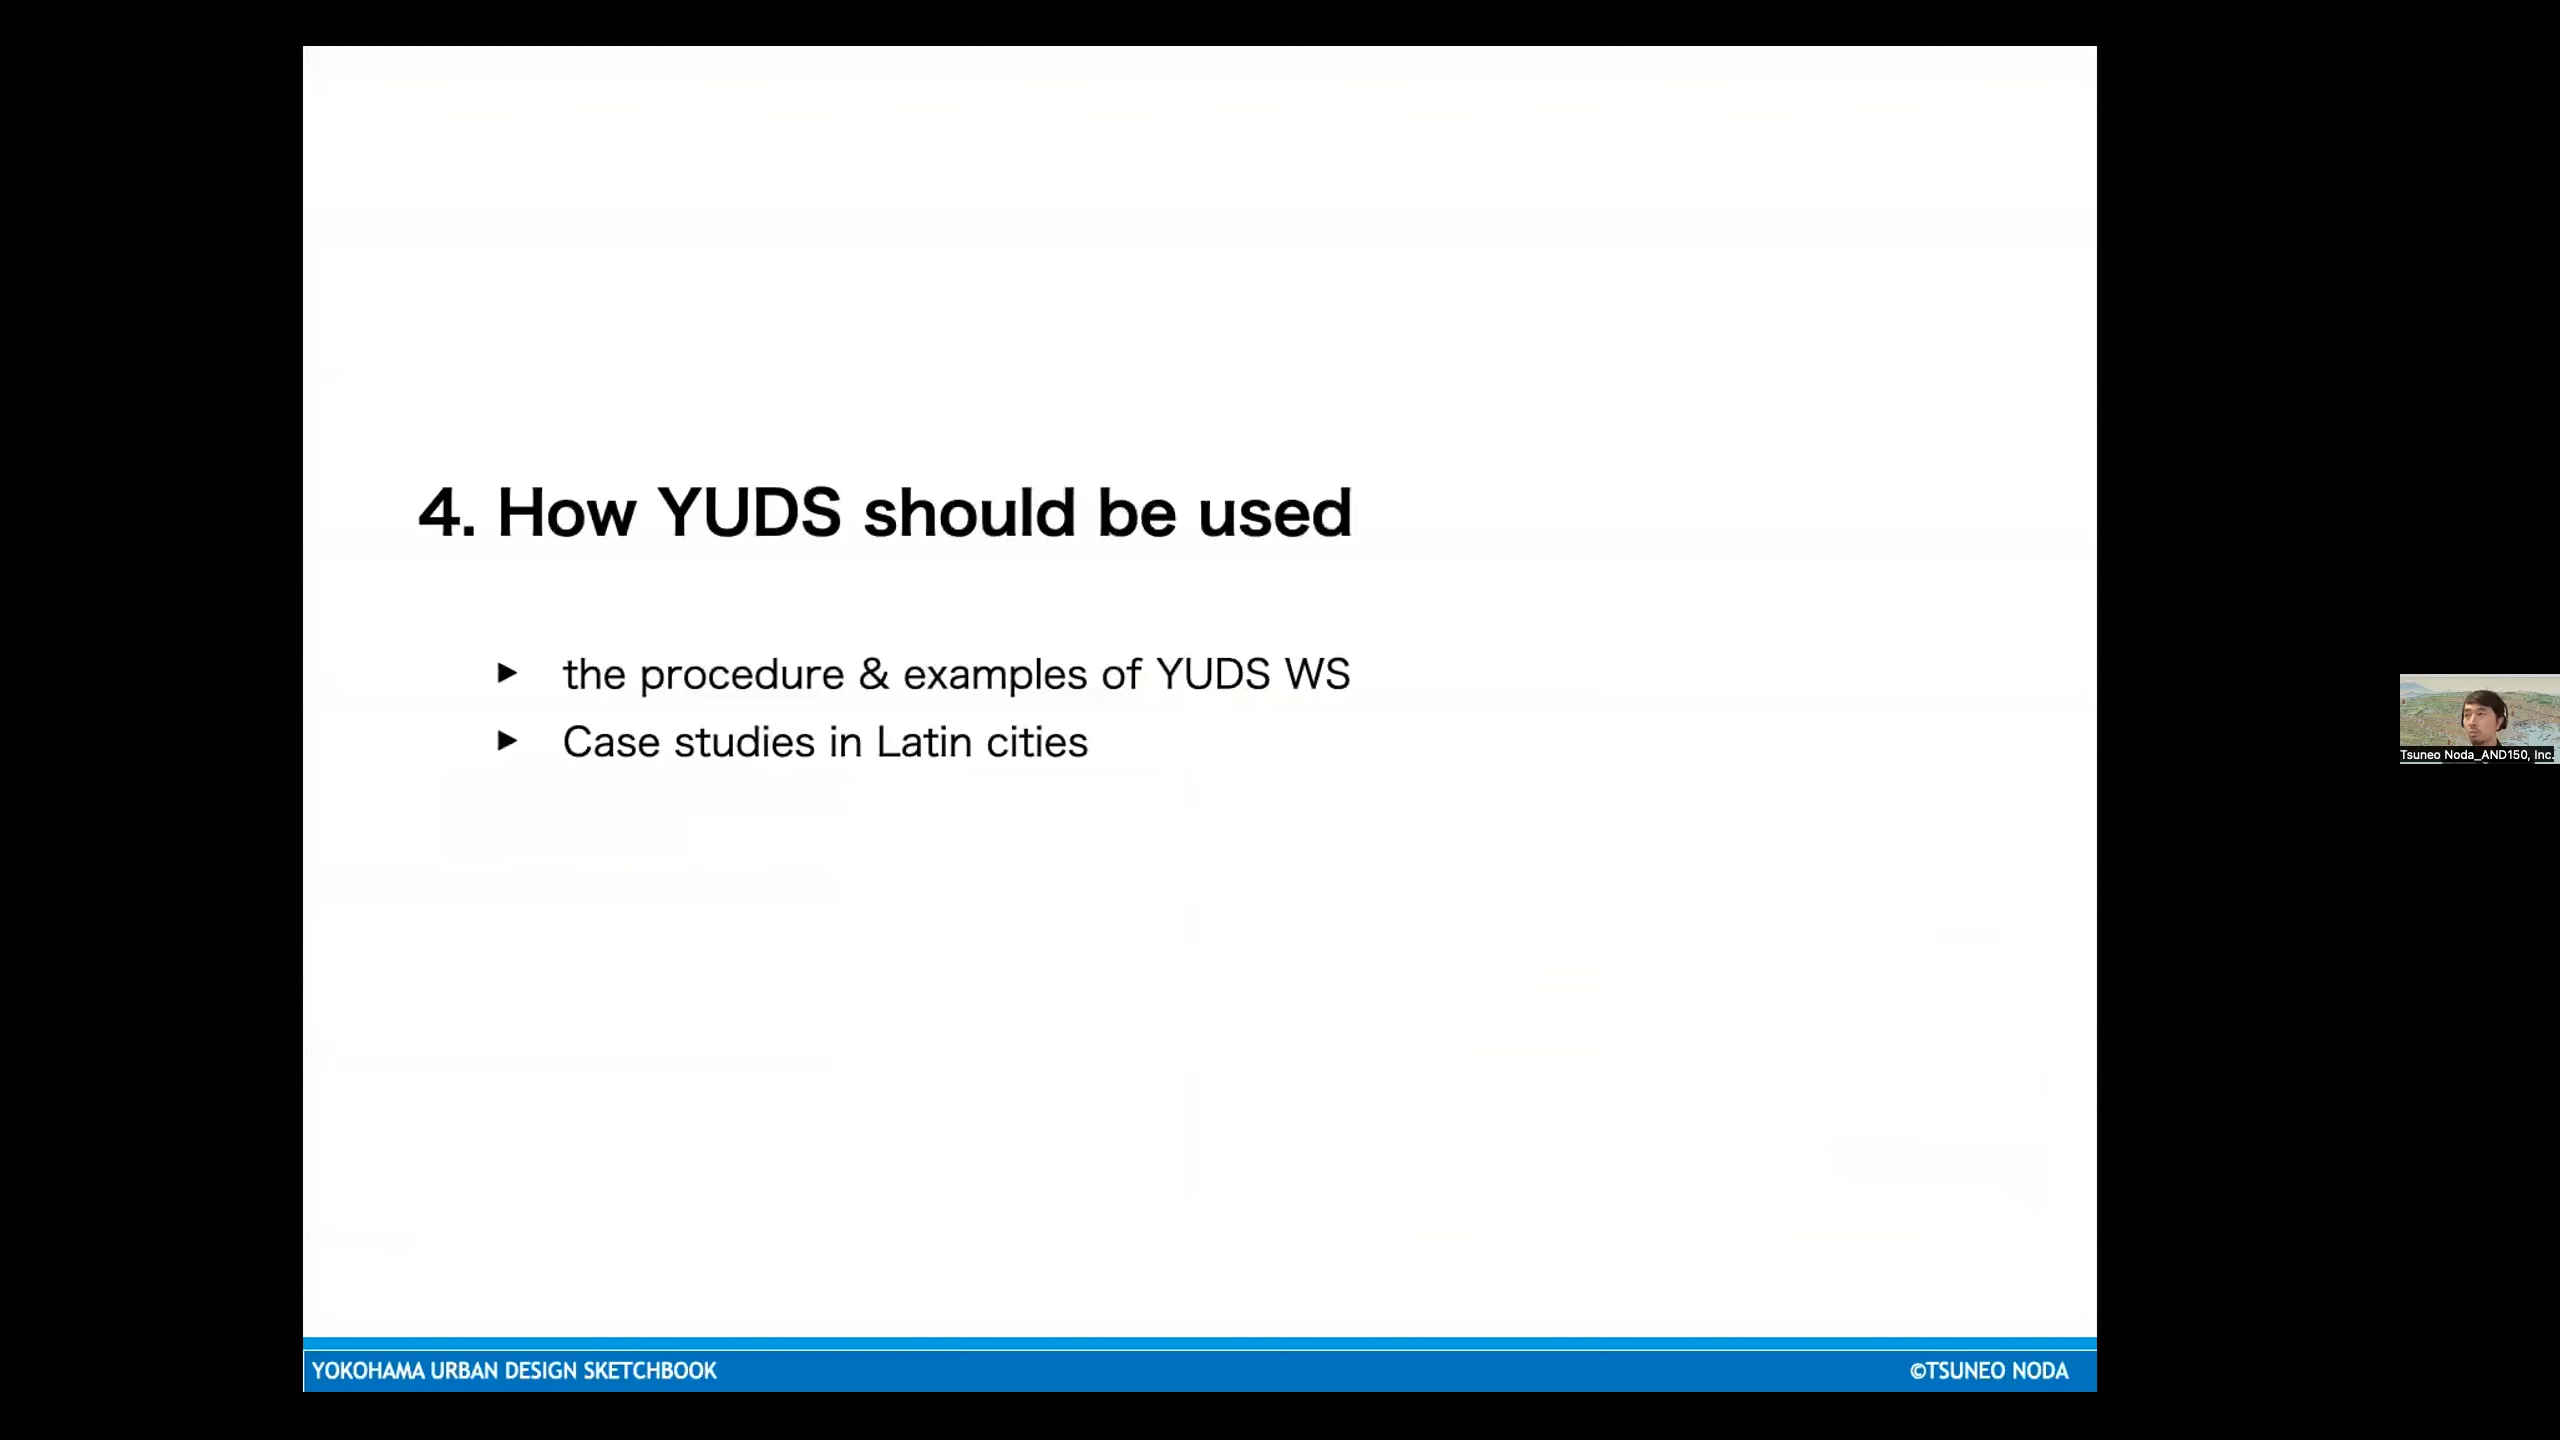 4. How YUDS should be used
▶ the procedure & examples of YUDS WS
▶ Case studies in Latin cities
Tsuneo Noda_AND150, Inc.
YOKOHAMA URBAN DESIGN SKETCHBOOK
©TSUNEO NODA